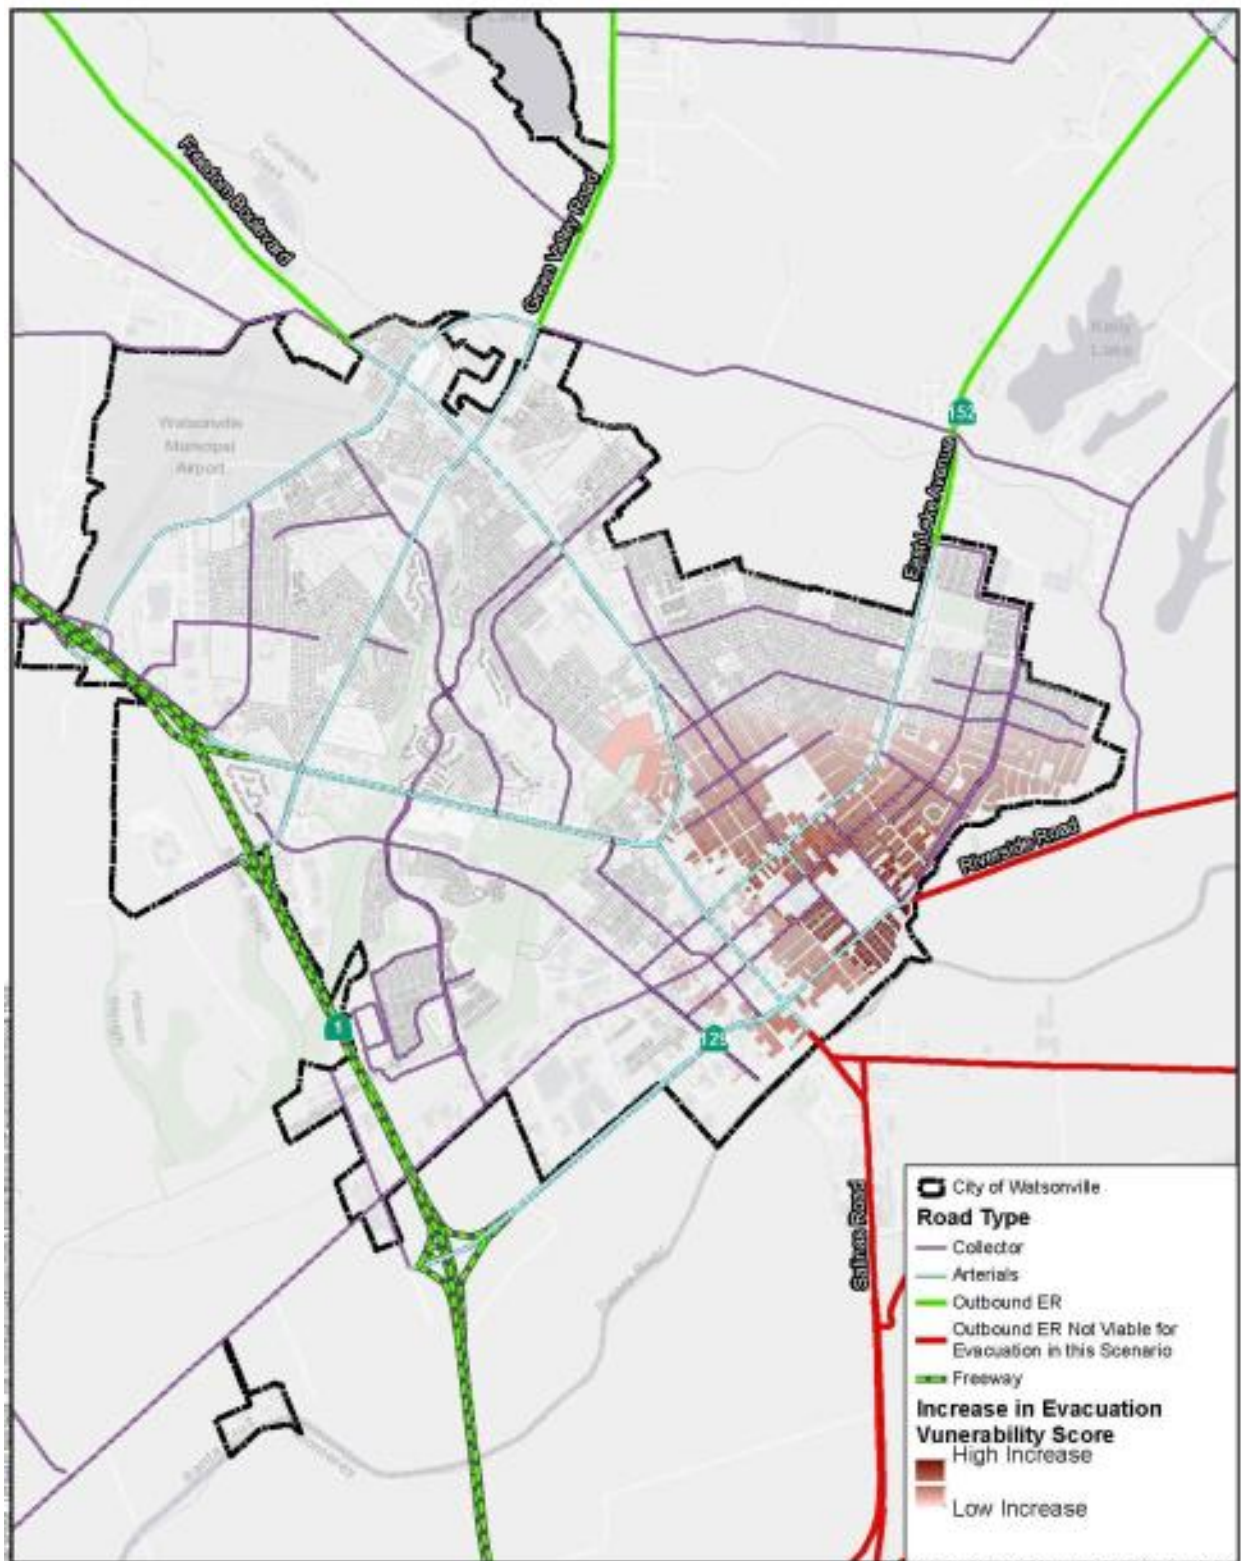 Freedom Boulevard
Green Valley Road
Kelly
Lake
152
East Lake Avenue
Watsonville
Municipal
Airport
Riverside Road
1
129
Salinas Road
City of Watsonville
Road Type
Collector
Arterials
Outbound ER
Outbound ER Not Viable for
Evacuation in this Scenario
Freeway
Increase in Evacuation
Vunerability Score
High Increase
Low Increase